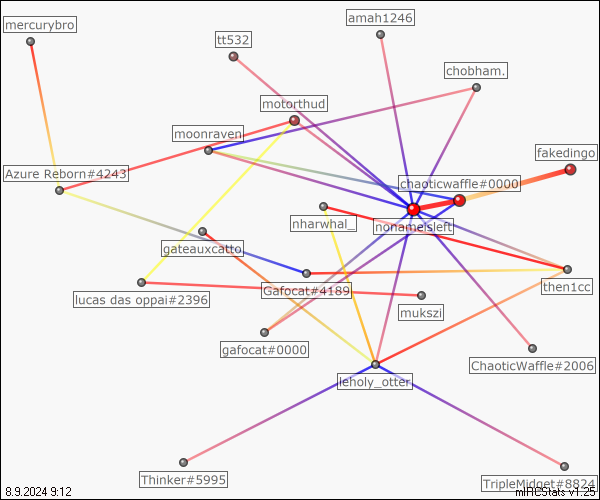 mercurybro
amah1246
tt532
chobham.
motorthud
moonraven
fakedingo
Azure Reborn#4243
chaoticwaffle#0000
nharwhal_
nonameisleft
gateauxcatto
Gafocat#4189
then1cc
lucas das oppai#2396
mukszi
gafocat#0000
ChaoticWaffle#2006
leholy_otter
Thinker#5995
TripleMidget#8824
8.9.2024 9:12
mIRCStats v1.25